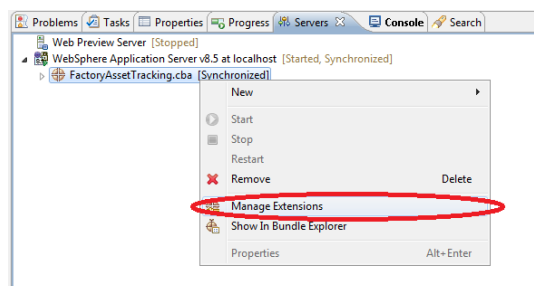 Problems Tasks Properties Progress Servers Console Search
Web Preview Server [Stopped]
WebSphere Application Server v8.5 at localhost [Started, Synchronized]
FactoryAssetTracking.cba [Synchronized]
New
Start
Stop
Restart
Remove Delete
Manage Extensions
Show In Bundle Explorer
Properties Alt+Enter